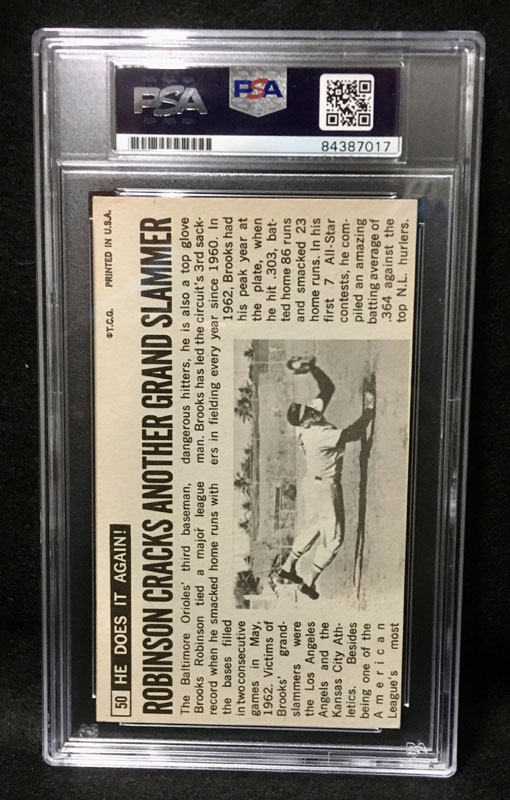 PSA
PSA
84387017
©T.C.G. PRINTED IN U.S.A.
50 HE DOES IT AGAIN!
ROBINSON CRACKS ANOTHER GRAND SLAMMER
The Baltimore Orioles' third baseman,
Brooks Robinson tied a major league
record when he smacked home runs with
the bases filled
in two consecutive
games in May,
1962. Victims of
Brooks' grand-
slammers were
the Los Angeles
Angels and the
Kansas City Ath-
letics. Besides
being one of the
American
League's most
dangerous hitters, he is also a top glove
man. Brooks has led the circuit's 3rd sack-
ers in fielding every year since 1960. In
1962, Brooks had
his peak year at
the plate, when
he hit .303, bat-
ted home 86 runs
and smacked 23
home runs. In his
first 7 All-Star
contests, he com-
piled an amazing
batting average of
.364 against the
top N.L. hurlers.